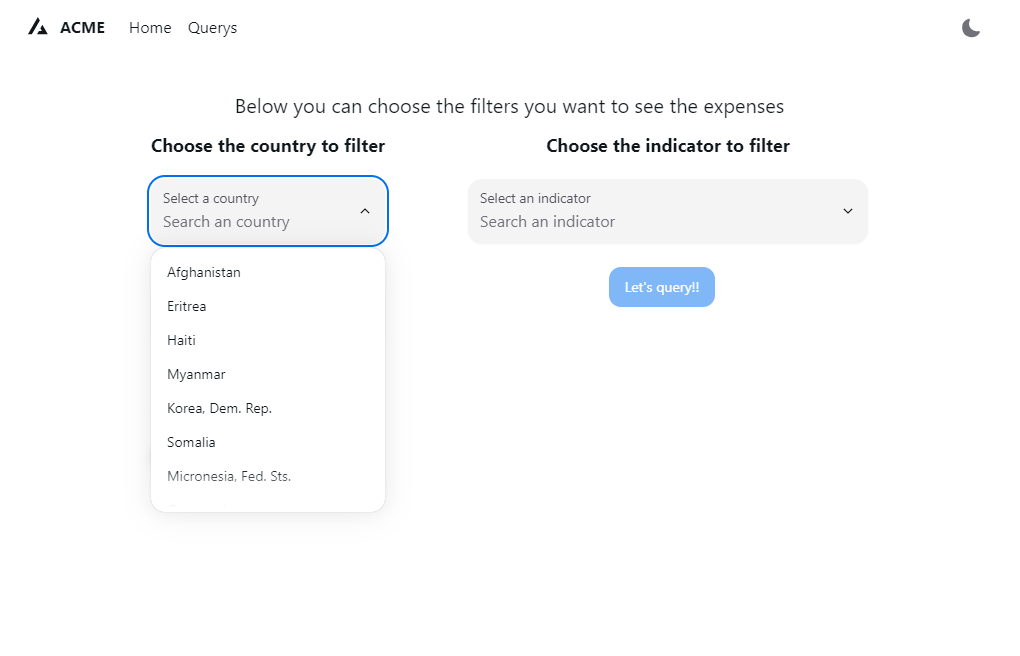 ACME Home Querys
Below you can choose the filters you want to see the expenses
Choose the country to filter
Select a country
Search an country
Afghanistan
Eritrea
Haiti
Myanmar
Korea, Dem. Rep.
Somalia
Micronesia, Fed. Sts.
Choose the indicator to filter
Select an indicator
Search an indicator
Let's query!!